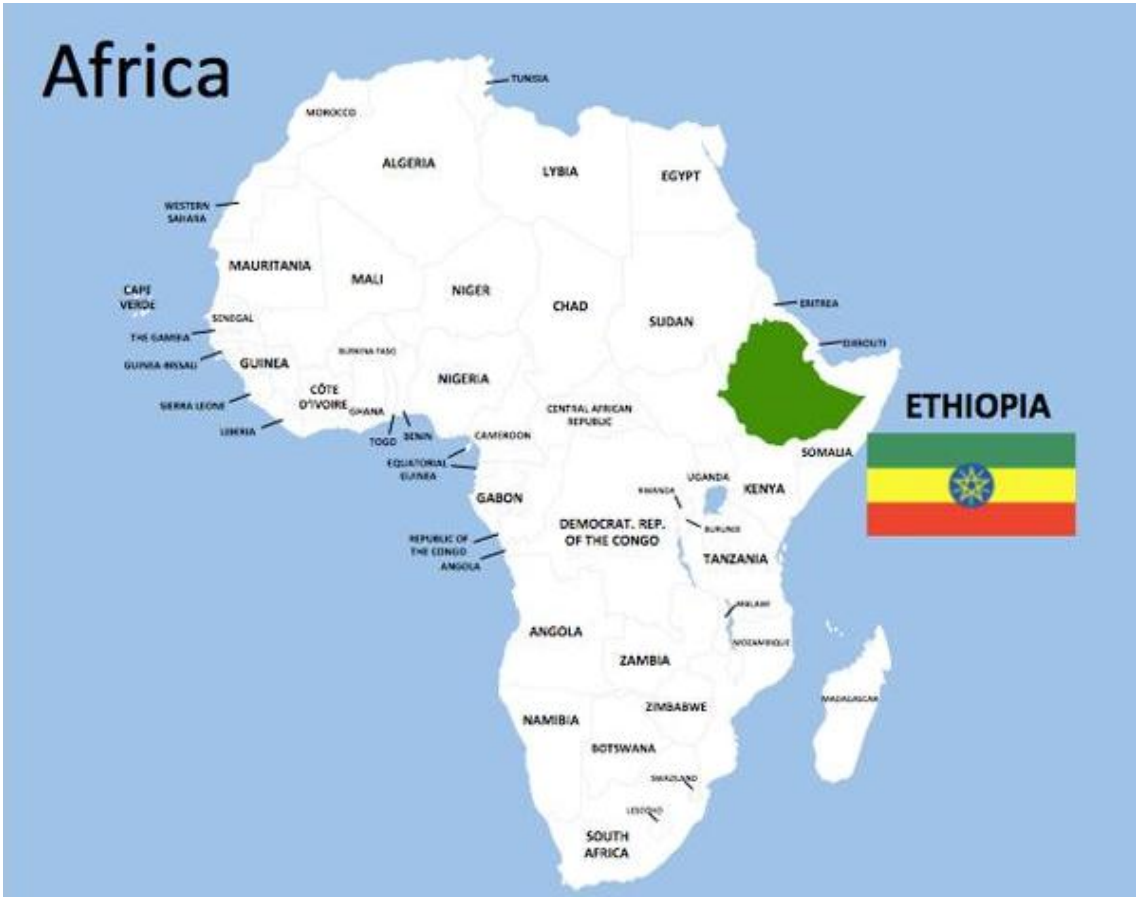 Africa
TUNISIA
MOROCCO
ALGERIA
LYBIA
EGYPT
WESTERN
SAHARA
MAURITANIA
MALI
NIGER
CHAD
SUDAN
ERITREA
CAPE
VERDE
SENEGAL
THE GAMBIA
GUINEA-BISSAU
GUINEA
BURKINA FASO
NIGERIA
DJIBOUTI
SIERRA LEONE
CÔTE
D'IVOIRE
GHANA
LIBERIA
TOGO
BENIN
CAMEROON
CENTRAL AFRICAN
REPUBLIC
ETHIOPIA
SOMALIA
EQUATORIAL
GUINEA
GABON
UGANDA
KENYA
RWANDA
REPUBLIC OF
THE CONGO
DEMOCRAT. REP.
OF THE CONGO
BURUNDI
ANGOLA
TANZANIA
MALAWI
ANGOLA
MOZAMBIQUE
ZAMBIA
MADAGASCAR
NAMIBIA
ZIMBABWE
BOTSWANA
SWAZILAND
SOUTH
AFRICA